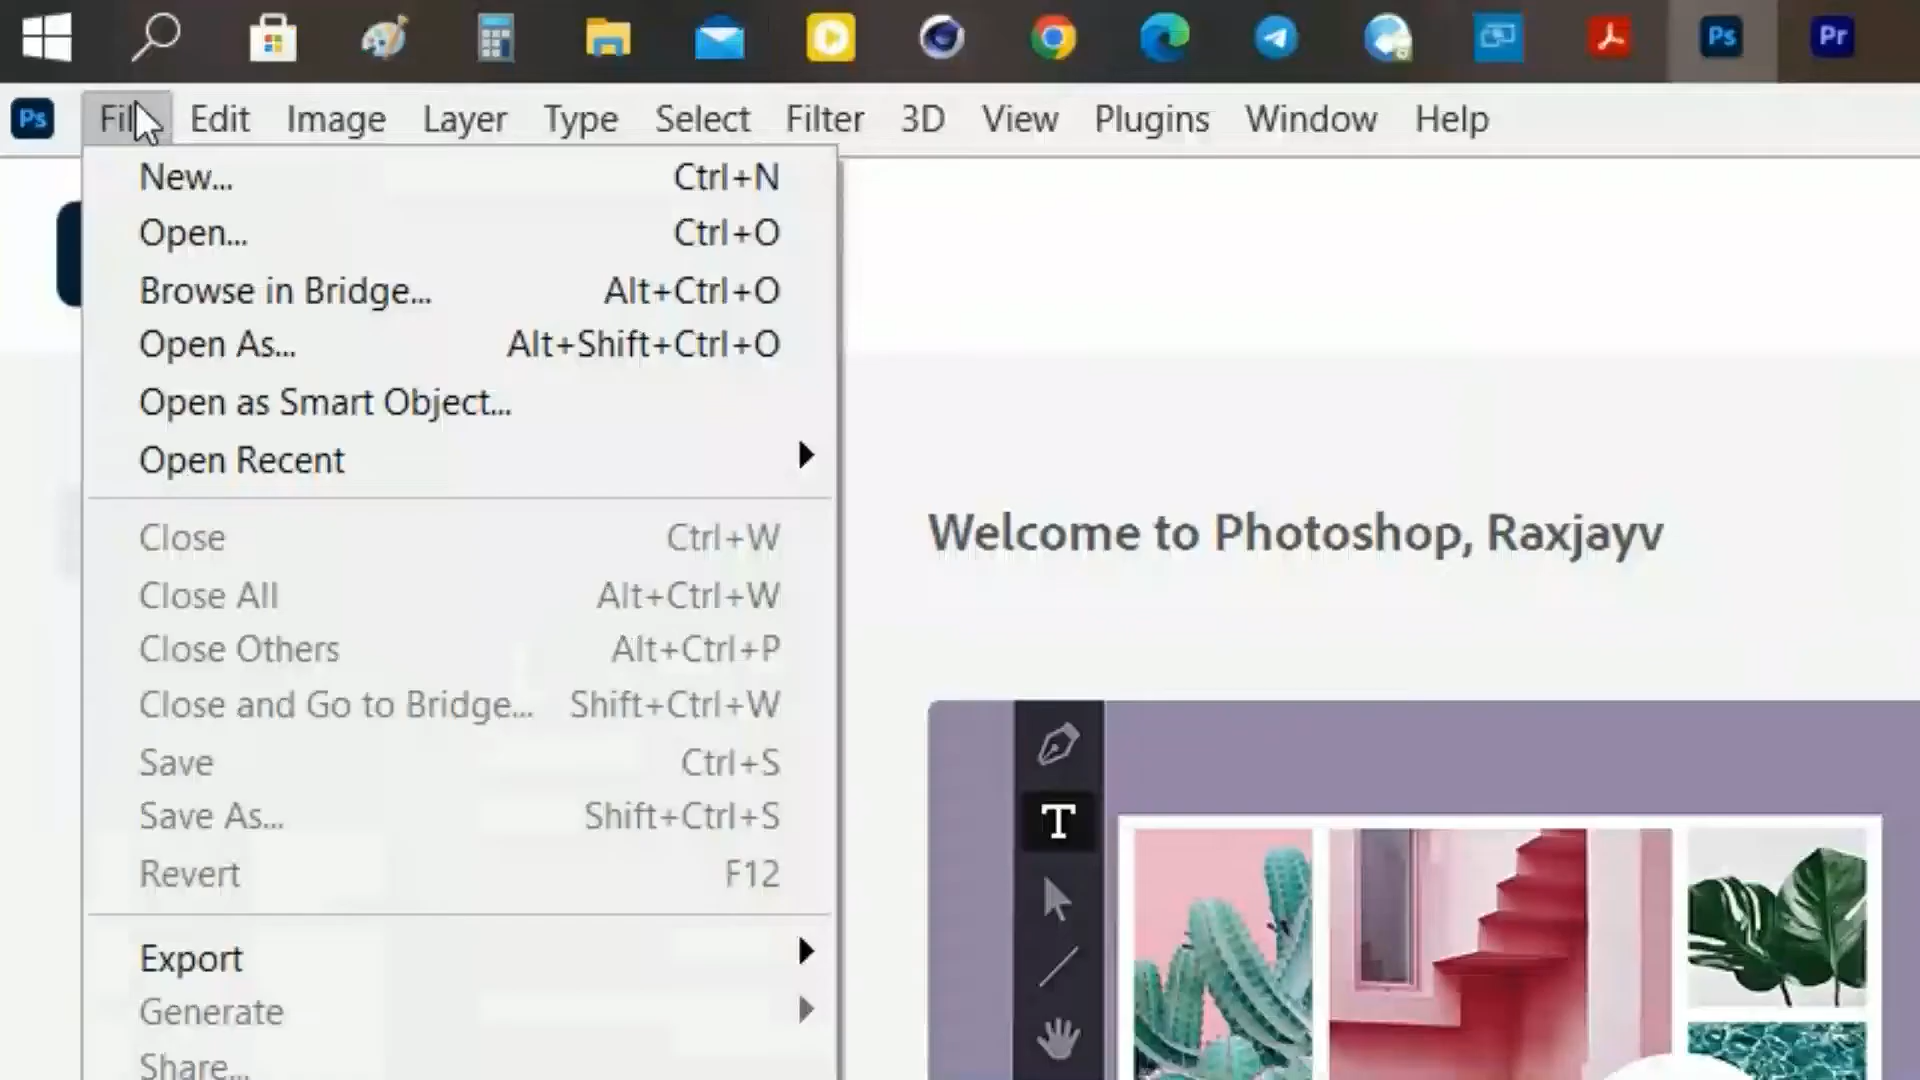 Ps Pr
Ps File Edit Image Layer Type Select Filter 3D View Plugins Window Help
New... Ctrl+N
Open... Ctrl+O
Browse in Bridge... Alt+Ctrl+O
Open As... Alt+Shift+Ctrl+O
Open as Smart Object...
Open Recent
Close Ctrl+W
Welcome to Photoshop, Raxjayv
Close All Alt+Ctrl+W
Close Others Alt+Ctrl+P
Close and Go to Bridge... Shift+Ctrl+W
Save Ctrl+S
Save As... Shift+Ctrl+S
T
Revert F12
Export
Generate
Share...